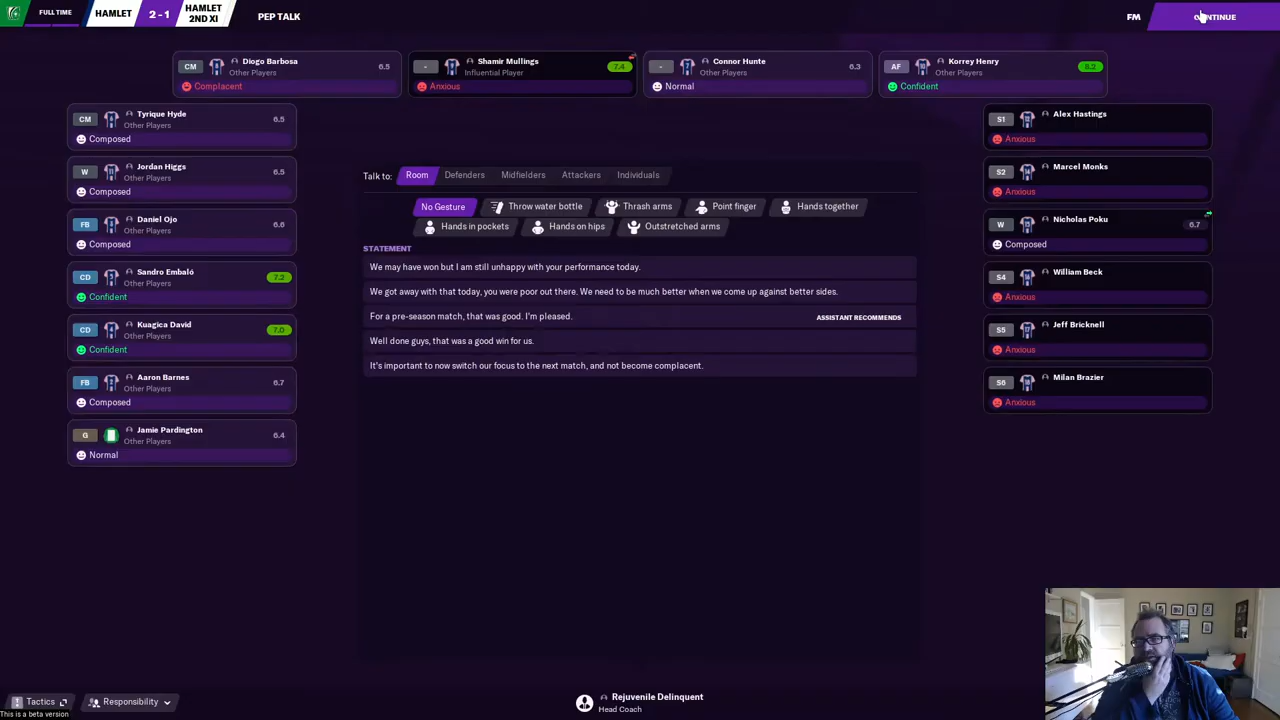 FULL TIME
HAMLET
2 - 1
HAMLET
2ND XI
PEP TALK
FM
CONTINUE
CM
Diogo Barbosa
Other Players
6.5
Complacent
-
Shamir Mullings
Influential Player
7.4
Anxious
-
Connor Hunte
Other Players
6.3
Normal
AF
Korrey Henry
Other Players
8.2
Confident
CM
Tyrique Hyde
Other Players
6.5
Composed
W
Jordan Higgs
Other Players
6.5
Composed
FB
Daniel Ojo
Other Players
6.6
Composed
CD
Sandro Embaló
Other Players
7.2
Confident
CD
Kuagica David
Other Players
7.0
Confident
FB
Aaron Barnes
Other Players
6.7
Composed
G
Jamie Pardington
Other Players
6.4
Normal
Talk to: Room Defenders Midfielders Attackers Individuals
No Gesture Throw water bottle Thrash arms Point finger Hands together
Hands in pockets Hands on hips Outstretched arms
STATEMENT
We may have won but I am still unhappy with your performance today.
We got away with that today, you were poor out there. We need to be much better when we come up against better sides.
For a pre-season match, that was good. I'm pleased. ASSISTANT RECOMMENDS
Well done guys, that was a good win for us.
It's important to now switch our focus to the next match, and not become complacent.
S1
Alex Hastings
Anxious
S2
Marcel Monks
Anxious
W
Nicholas Poku
6.7
Composed
S4
William Beck
Anxious
S5
Jeff Bricknell
Anxious
S6
Milan Brazier
Anxious
Tactics
Responsibility
This is a beta version
Rejuvenile Delinquent
Head Coach